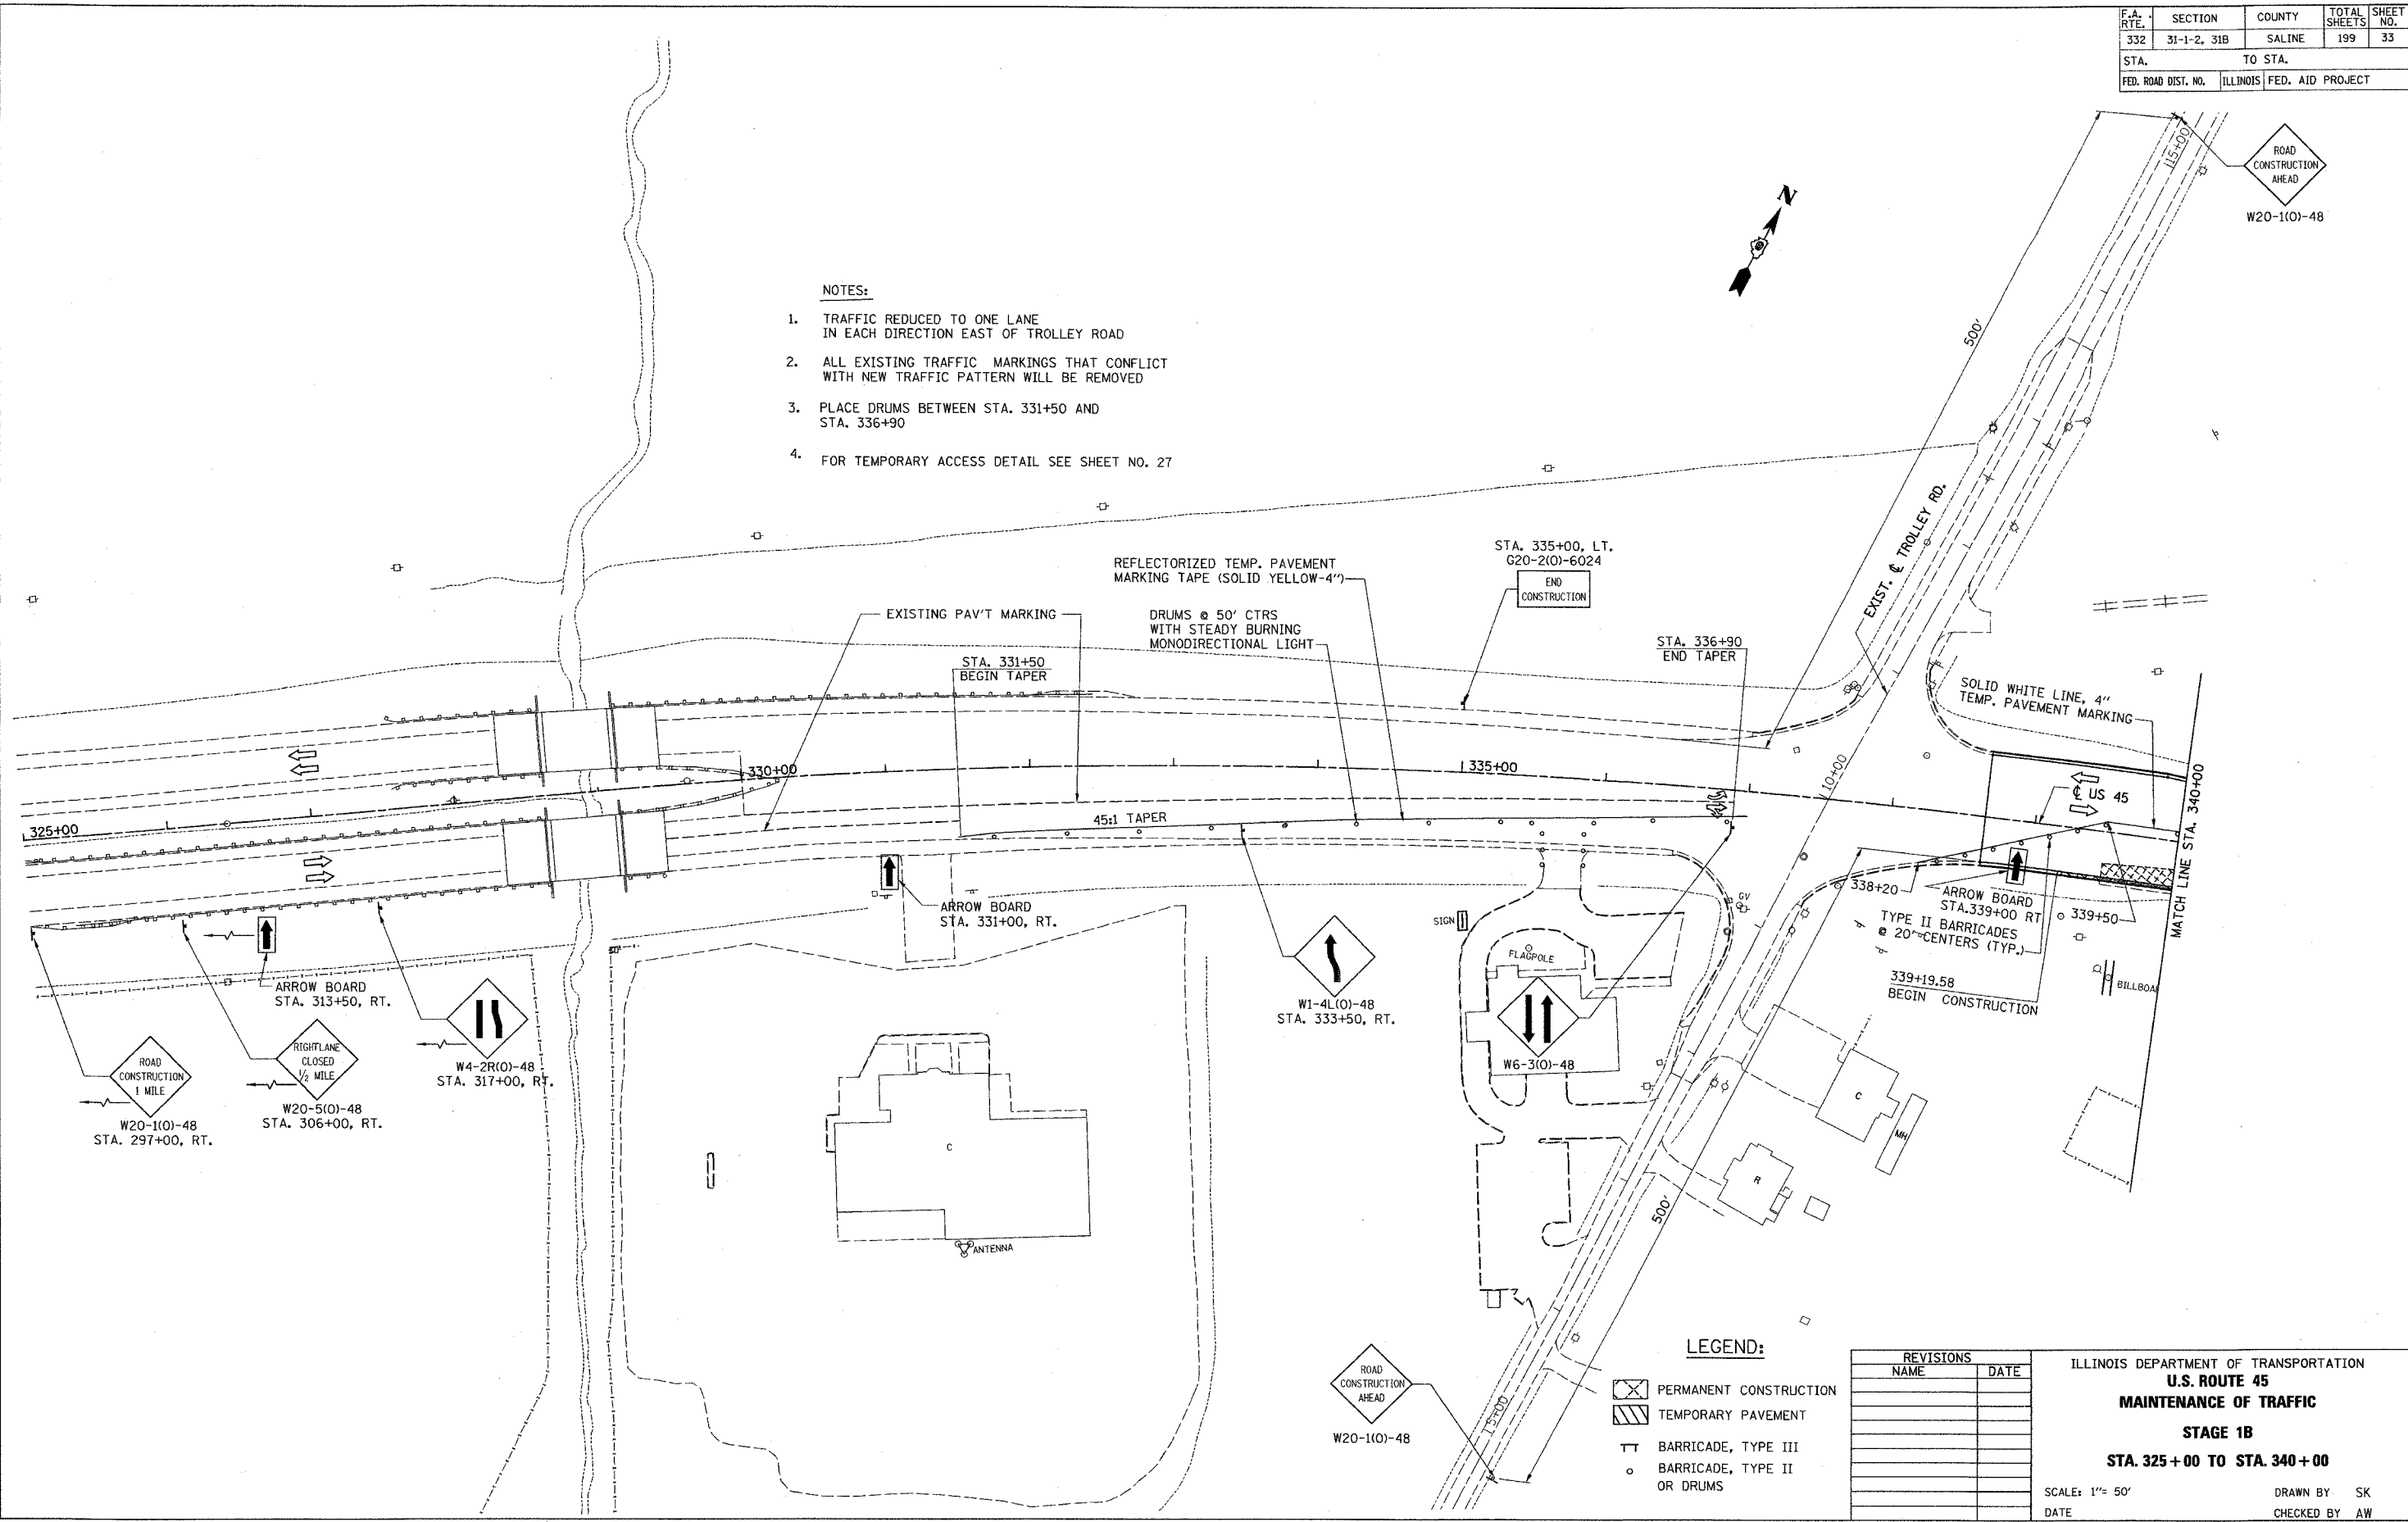 F.A. RTE. SECTION COUNTY TOTAL SHEETS SHEET NO.
332 31-1-2, 31B SALINE 199 33
STA. TO STA.
FED. ROAD DIST. NO. ILLINOIS FED. AID PROJECT
ROAD
CONSTRUCTION
AHEAD
W20-1(O)-48
115+00
N
500'
NOTES:
1. TRAFFIC REDUCED TO ONE LANE
IN EACH DIRECTION EAST OF TROLLEY ROAD
2. ALL EXISTING TRAFFIC MARKINGS THAT CONFLICT
WITH NEW TRAFFIC PATTERN WILL BE REMOVED
3. PLACE DRUMS BETWEEN STA. 331+50 AND
STA. 336+90
4. FOR TEMPORARY ACCESS DETAIL SEE SHEET NO. 27
EXIST. ℄ TROLLEY RD.
REFLECTORIZED TEMP. PAVEMENT
MARKING TAPE (SOLID YELLOW-4")
STA. 335+00, LT.
G20-2(O)-6024
END
CONSTRUCTION
EXISTING PAV'T MARKING
DRUMS @ 50' CTRS
WITH STEADY BURNING
MONODIRECTIONAL LIGHT
STA. 331+50
BEGIN TAPER
STA. 336+90
END TAPER
SOLID WHITE LINE, 4"
TEMP. PAVEMENT MARKING
325+00
330+00
335+00
110+00
℄ US 45
MATCH LINE STA. 340+00
45:1 TAPER
ARROW BOARD
STA. 331+00, RT.
ARROW BOARD
STA. 313+50, RT.
338+20
ARROW BOARD
STA.339+00 RT
339+50
TYPE II BARRICADES
@ 20' CENTERS (TYP.)
339+19.58
BEGIN CONSTRUCTION
BILLBOA
GV
SIGN
FLAGPOLE
W1-4L(O)-48
STA. 333+50, RT.
W6-3(O)-48
ROAD
CONSTRUCTION
1 MILE
W20-1(O)-48
STA. 297+00, RT.
RIGHTLANE
CLOSED
1/2 MILE
W20-5(O)-48
STA. 306+00, RT.
W4-2R(O)-48
STA. 317+00, RT.
C
ANTENNA
C
MH
R
500'
ROAD
CONSTRUCTION
AHEAD
W20-1(O)-48
LEGEND:
PERMANENT CONSTRUCTION
TEMPORARY PAVEMENT
BARRICADE, TYPE III
BARRICADE, TYPE II
OR DRUMS
REVISIONS
NAME DATE
ILLINOIS DEPARTMENT OF TRANSPORTATION
U.S. ROUTE 45
MAINTENANCE OF TRAFFIC
STAGE 1B
STA. 325+00 TO STA. 340+00
SCALE: 1"= 50' DRAWN BY SK
DATE CHECKED BY AW